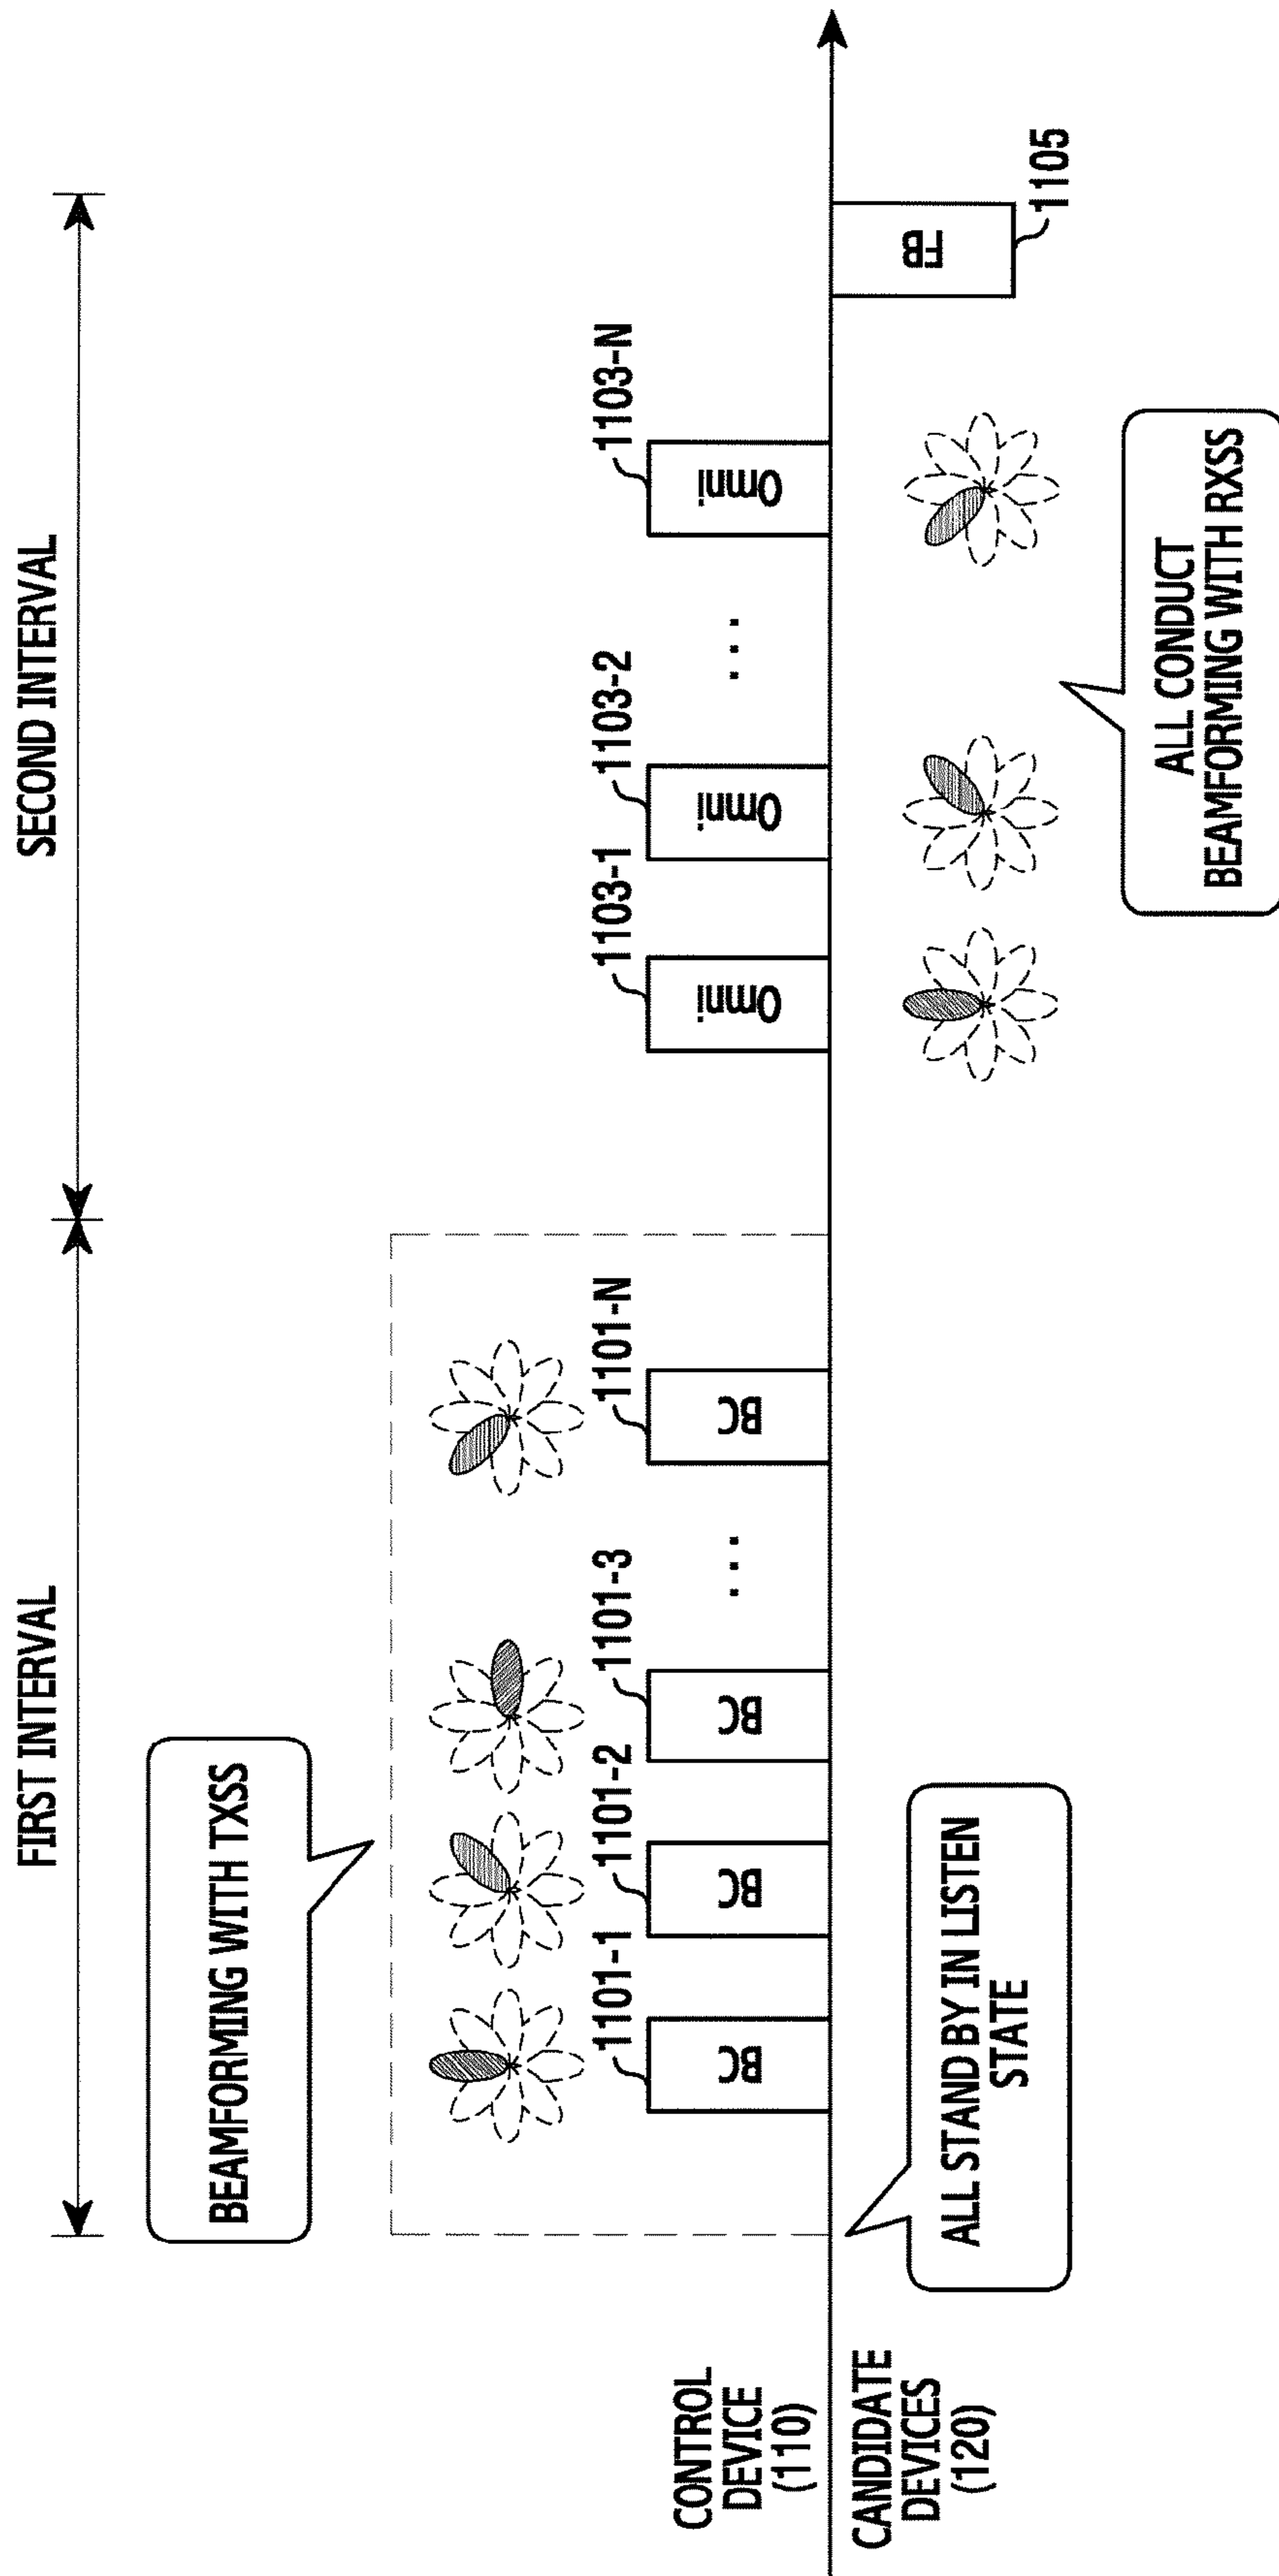 FIRST INTERVAL
SECOND INTERVAL
BEAMFORMING WITH TXSS
1101-1
1101-2
1101-3
1101-N
1103-1
1103-2
1103-N
CONTROL
DEVICE
(110)
BC
BC
BC
...
BC
Omni.
Omni.
...
Omni.
CANDIDATE
DEVICES
(120)
FB
1105
ALL STAND BY IN LISTEN
STATE
ALL CONDUCT
BEAMFORMING WITH RXSS